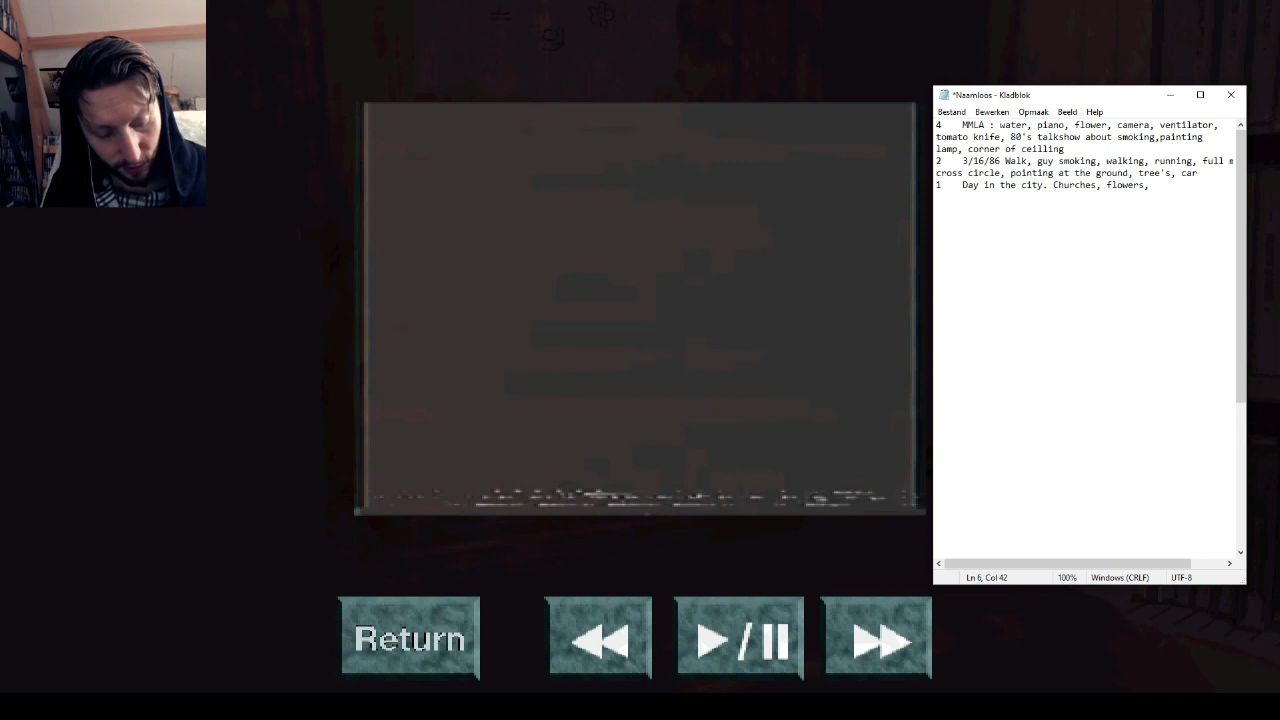 *Naamloos - Kladblok
Bestand Bewerken Opmaak Beeld Help
4 MMLA : water, piano, flower, camera, ventilator,
tomato knife, 80's talkshow about smoking,painting
lamp, corner of ceilling
2 3/16/86 Walk, guy smoking, walking, running, full m
cross circle, pointing at the ground, tree's, car
1 Day in the city. Churches, flowers,
Ln 6, Col 42 100% Windows (CRLF) UTF-8
Return